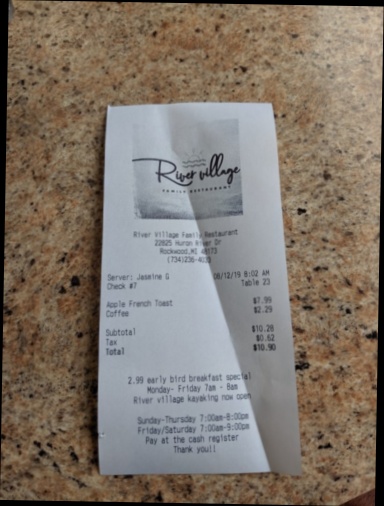 River village
FAMILY RESTAURANT
River Village Family Restaurant
22625 Huron River Dr
Rockwood,MI 48173
(734)236-4033
Server: Jasmine G 08/12/19 8:02 AM
Check #7 Table 23
Apple French Toast $7.99
Coffee $2.29
Subtotal $10.28
Tax $0.62
Total $10.90
2.99 early bird breakfast special
Monday- Friday 7am - 8am
River village kayaking now open
Sunday-Thursday 7:00am-8:00pm
Friday/Saturday 7:00am-9:00pm
Pay at the cash register
Thank you!!